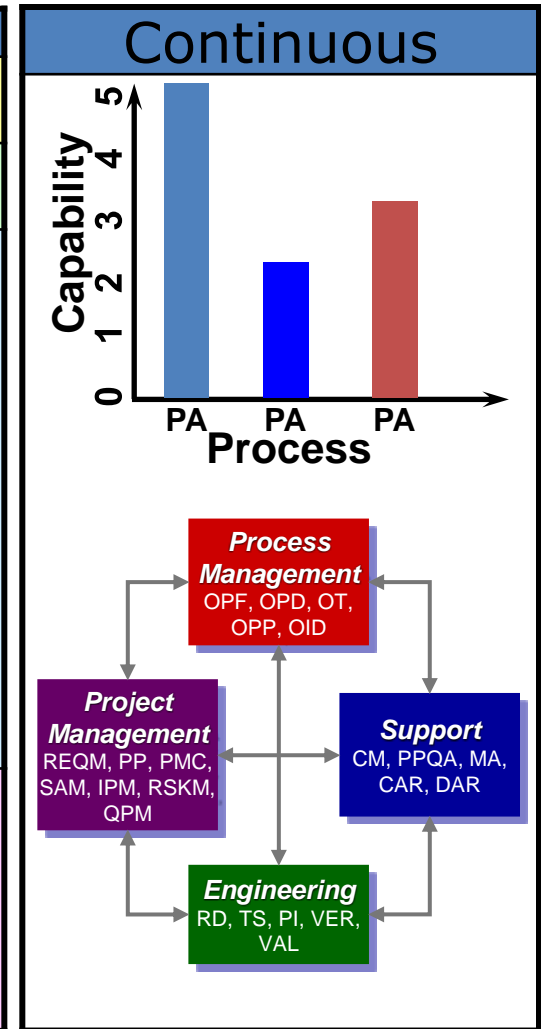 Continuous
Capability
5
4
3
2
1
0
PA PA PA
Process
Process
Management
OPF, OPD, OT,
OPP, OID
Project
Management
REQM, PP, PMC,
SAM, IPM, RSKM,
QPM
Support
CM, PPQA, MA,
CAR, DAR
Engineering
RD, TS, PI, VER,
VAL